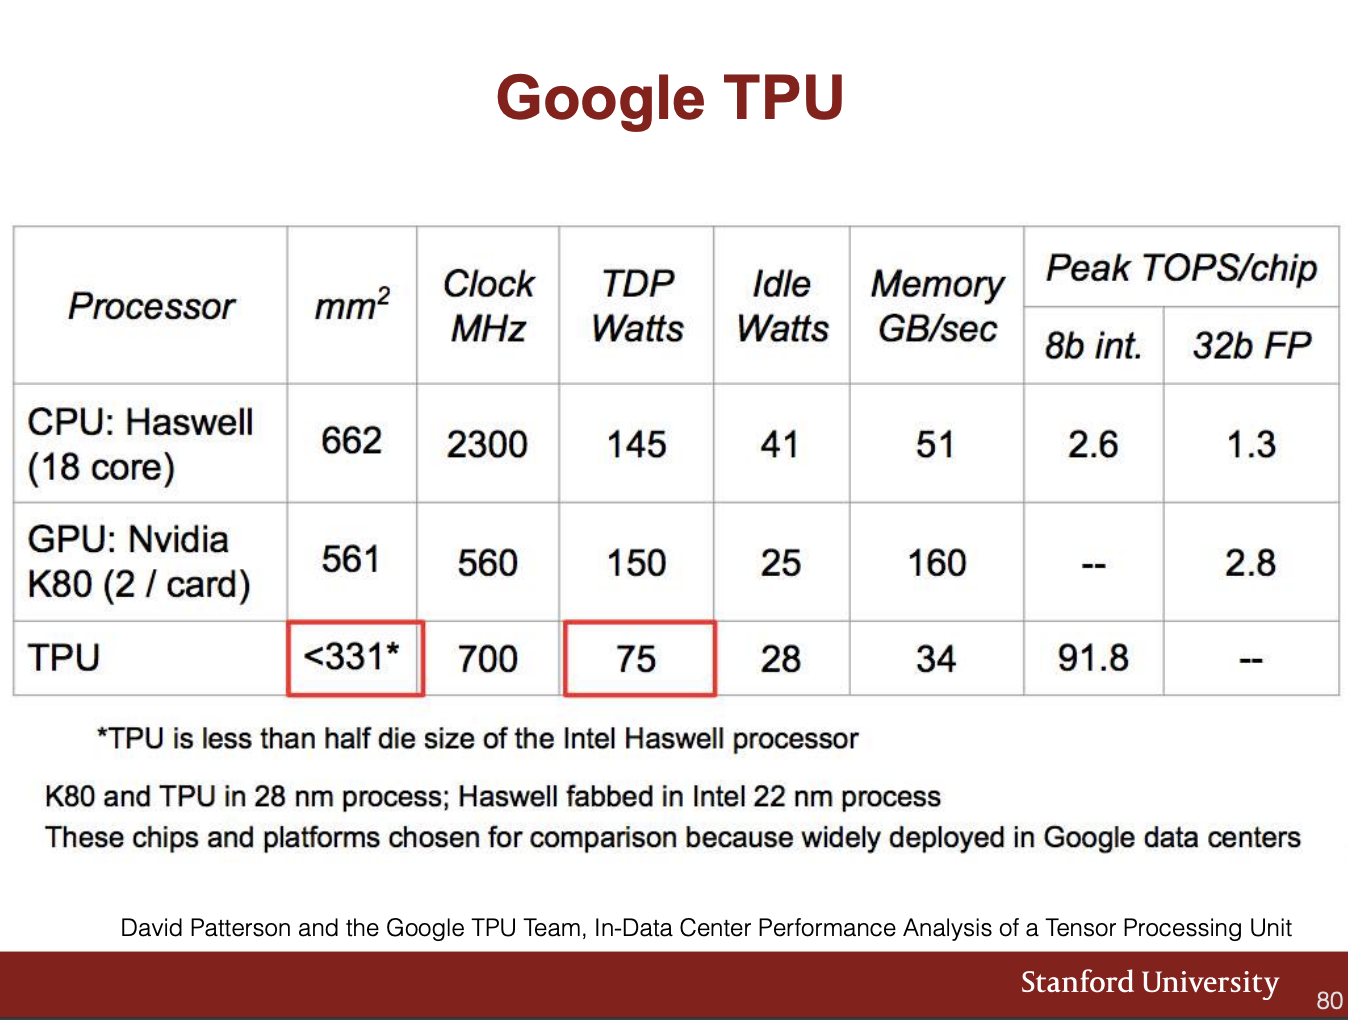 Google TPU
Processor mm² Clock MHz TDP Watts Idle Watts Memory GB/sec Peak TOPS/chip
8b int. 32b FP
CPU: Haswell (18 core) 662 2300 145 41 51 2.6 1.3
GPU: Nvidia K80 (2 / card) 561 560 150 25 160 -- 2.8
TPU <331* 700 75 28 34 91.8 --
*TPU is less than half die size of the Intel Haswell processor
K80 and TPU in 28 nm process; Haswell fabbed in Intel 22 nm process
These chips and platforms chosen for comparison because widely deployed in Google data centers
David Patterson and the Google TPU Team, In-Data Center Performance Analysis of a Tensor Processing Unit
Stanford University
80